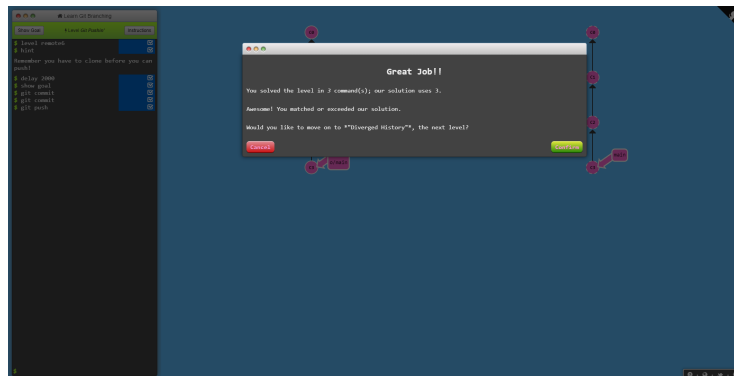 Learn Git Branching
Show Goal
Instructions
$ level remote6
$ hint
Remember you have to clone before you can
push!
$ delay 2000
$ show goal
$ git commit
$ git commit
$ git push
$
Great Job!!
You solved the level in 3 command(s); our solution uses 3.
Awesome! You matched or exceeded our solution.
Would you like to move on to *"Diverged History"*, the next level?
Cancel
Confirm
main